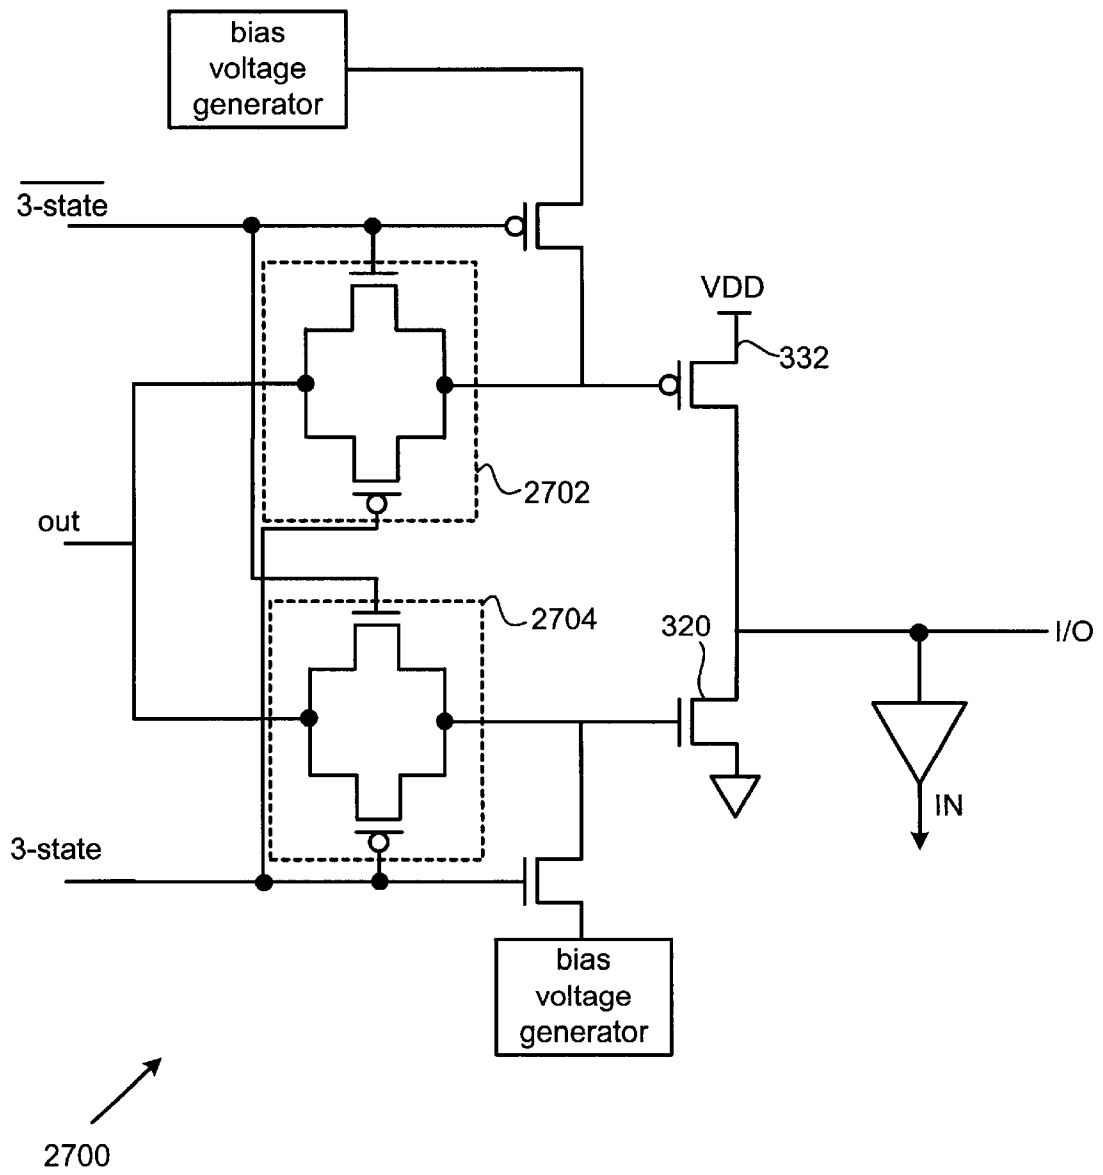 bias
voltage
generator
3-state
VDD
332
2702
out
2704
320
I/O
IN
3-state
bias
voltage
generator
2700